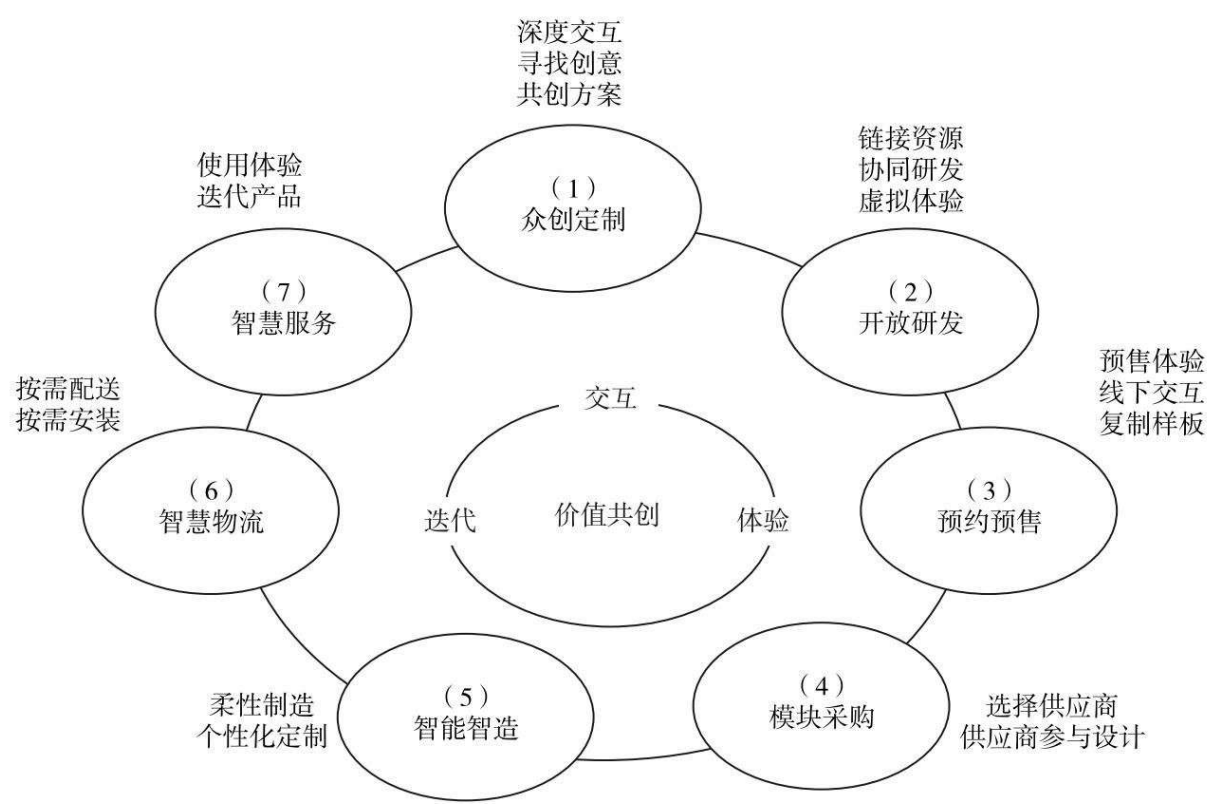 深度交互
寻找创意
共创方案
（1）
众创定制
链接资源
协同研发
虚拟体验
（2）
开放研发
预售体验
线下交互
复制样板
（3）
预约预售
（4）
模块采购
选择供应商
供应商参与设计
（5）
智能智造
柔性制造
个性化定制
（6）
智慧物流
按需配送
按需安装
（7）
智慧服务
使用体验
迭代产品
交互
迭代
价值共创
体验